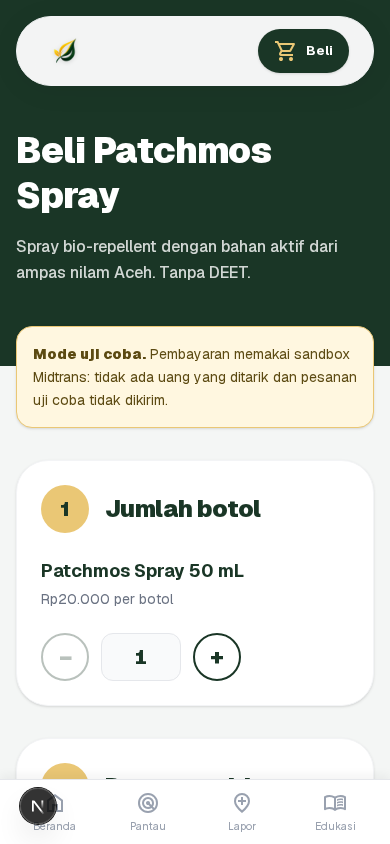 Beli
Beli Patchmos
Spray
Spray bio-repellent dengan bahan aktif dari
ampas nilam Aceh. Tanpa DEET.
Mode uji coba. Pembayaran memakai sandbox
Midtrans: tidak ada uang yang ditarik dan pesanan
uji coba tidak dikirim.
1 Jumlah botol
Patchmos Spray 50 mL
Rp20.000 per botol
− 1 +
N
Beranda Pantau Lapor Edukasi